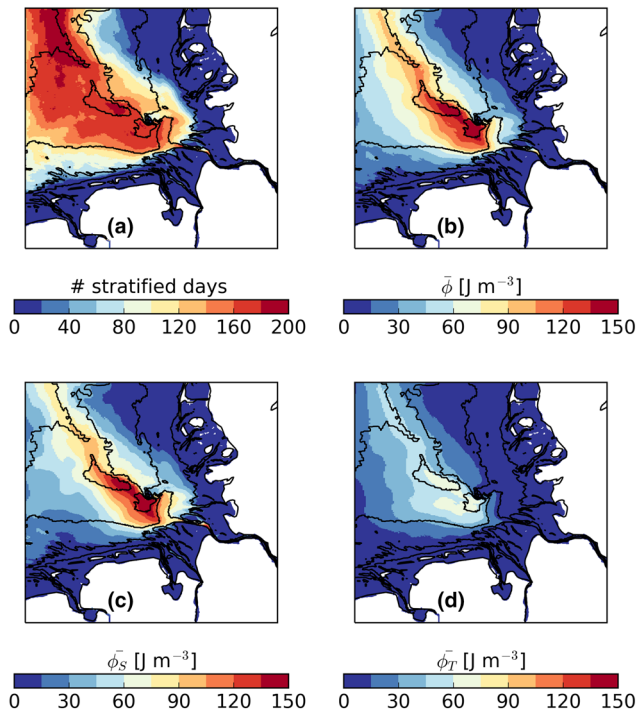 (a)
(b)
# stratified days
0 40 80 120 160 200
ϕ̄ [J m⁻³]
0 30 60 90 120 150
(c)
(d)
ϕ̄_S [J m⁻³]
0 30 60 90 120 150
ϕ̄_T [J m⁻³]
0 30 60 90 120 150